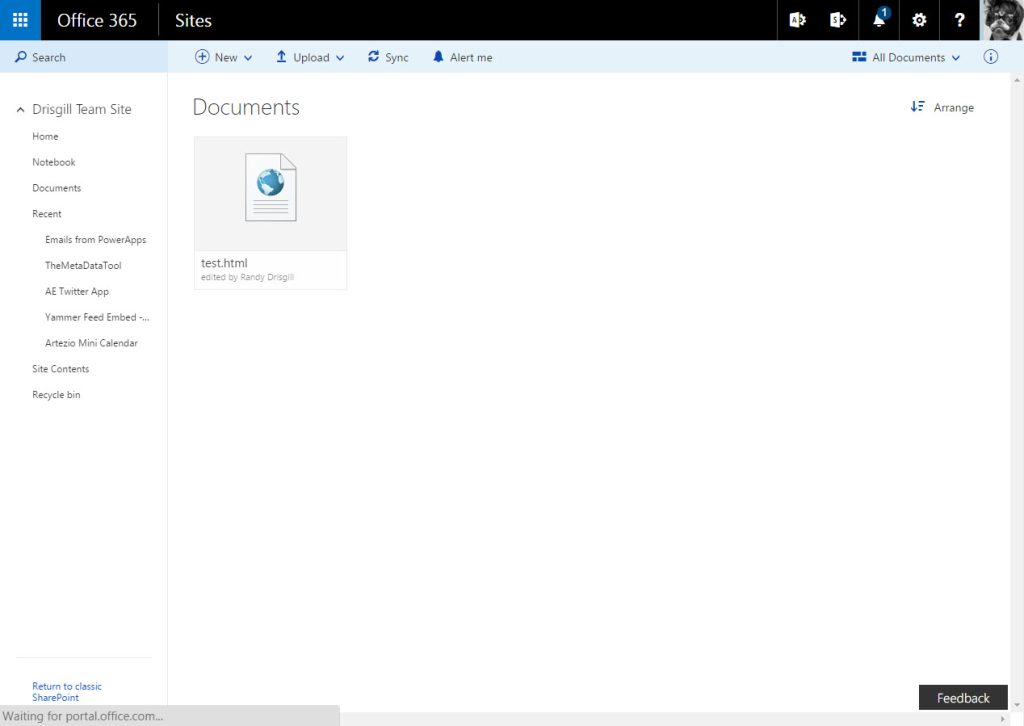 Office 365
Sites
1
?
Search
New
Upload
Sync
Alert me
All Documents
Drisgill Team Site
Home
Notebook
Documents
Recent
Emails from PowerApps
TheMetaDataTool
AE Twitter App
Yammer Feed Embed -...
Artezio Mini Calendar
Site Contents
Recycle bin
Return to classic
SharePoint
Documents
Arrange
test.html
edited by Randy Drisgill
Feedback
Waiting for portal.office.com...